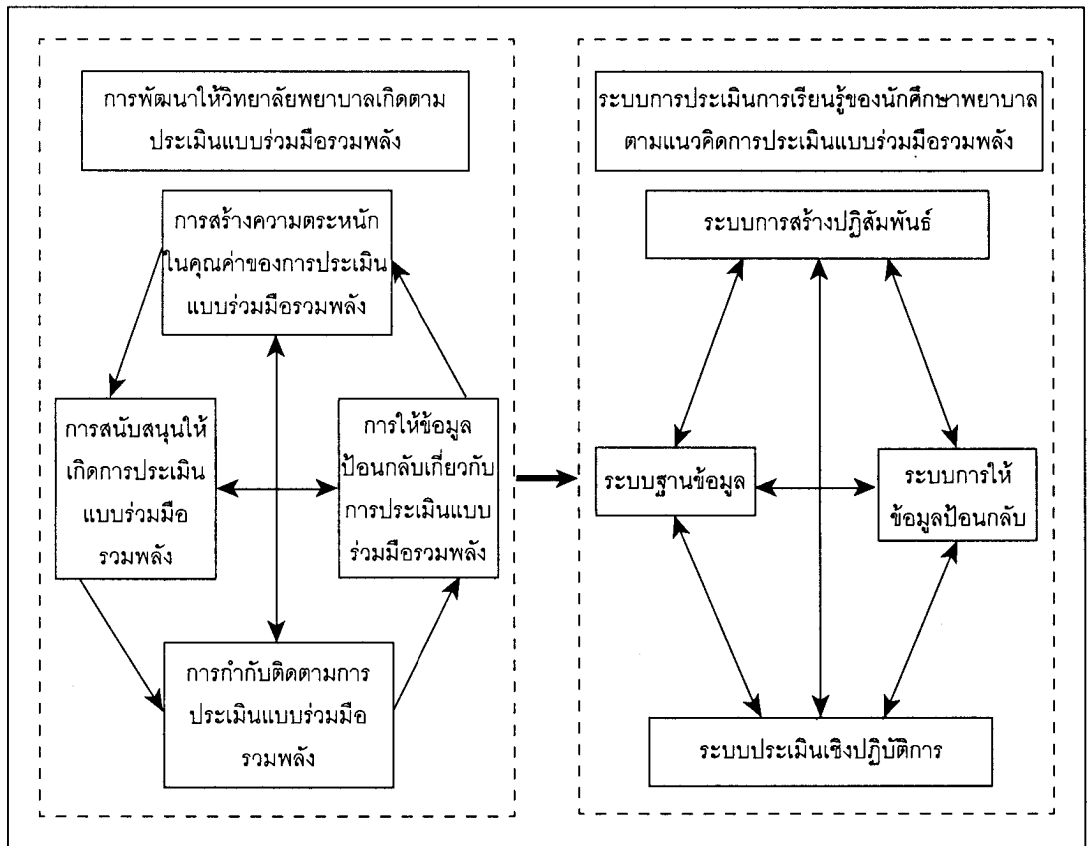 การพัฒนาให้วิทยาลัยพยาบาลเกิดตาม
ประเมินแบบร่วมมือรวมพลัง
การสร้างความตระหนัก
ในคุณค่าของการประเมิน
แบบร่วมมือรวมพลัง
การสนับสนุนให้
เกิดการประเมิน
แบบร่วมมือ
รวมพลัง
การให้ข้อมูล
ป้อนกลับเกี่ยวกับ
การประเมินแบบ
ร่วมมือรวมพลัง
การกำกับติดตามการ
ประเมินแบบร่วมมือ
รวมพลัง
ระบบการประเมินการเรียนรู้ของนักศึกษาพยาบาล
ตามแนวคิดการประเมินแบบร่วมมือรวมพลัง
ระบบการสร้างปฏิสัมพันธ์
ระบบฐานข้อมูล
ระบบการให้
ข้อมูลป้อนกลับ
ระบบประเมินเชิงปฏิบัติการ